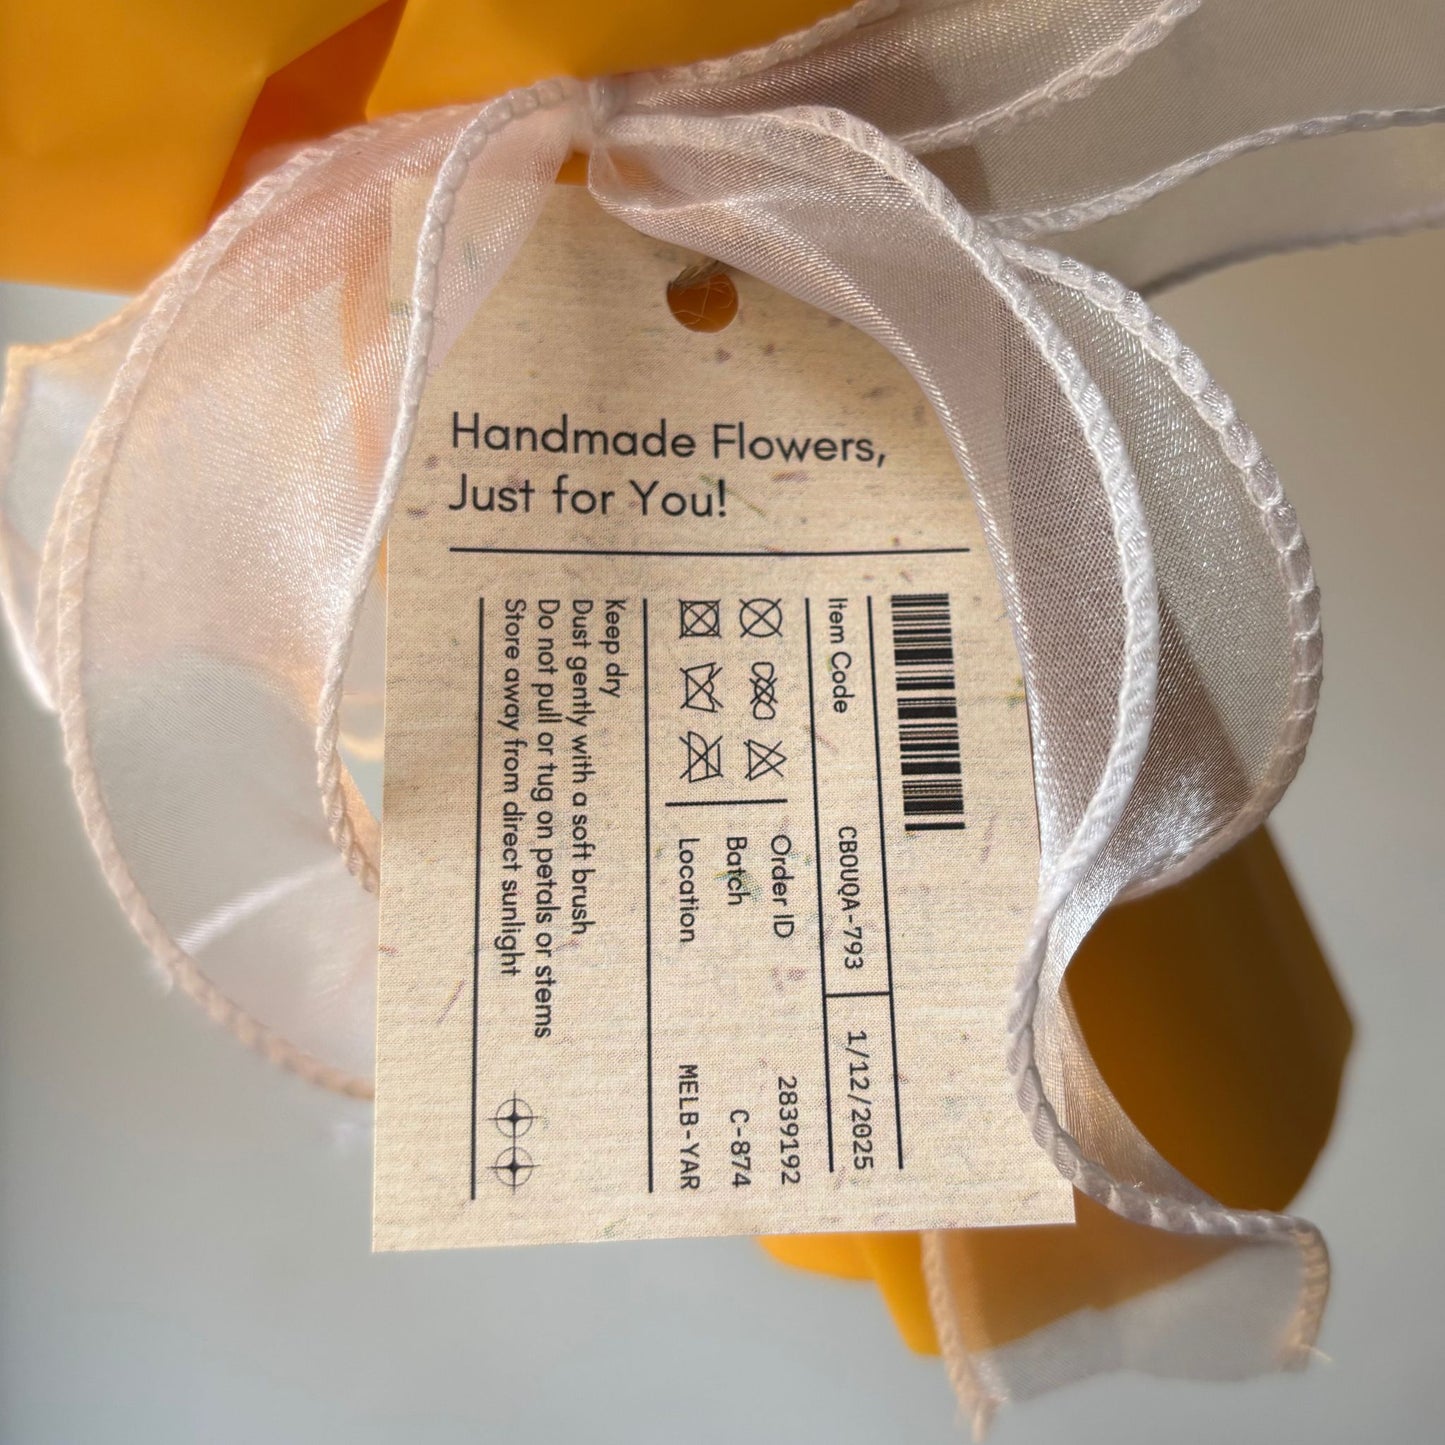 Handmade Flowers,
Just for You!
Item Code CBOUQA-793 1/12/2025
Order ID 2839192
Batch C-874
Location MELB-YAR
Keep dry
Dust gently with a soft brush
Do not pull or tug on petals or stems
Store away from direct sunlight